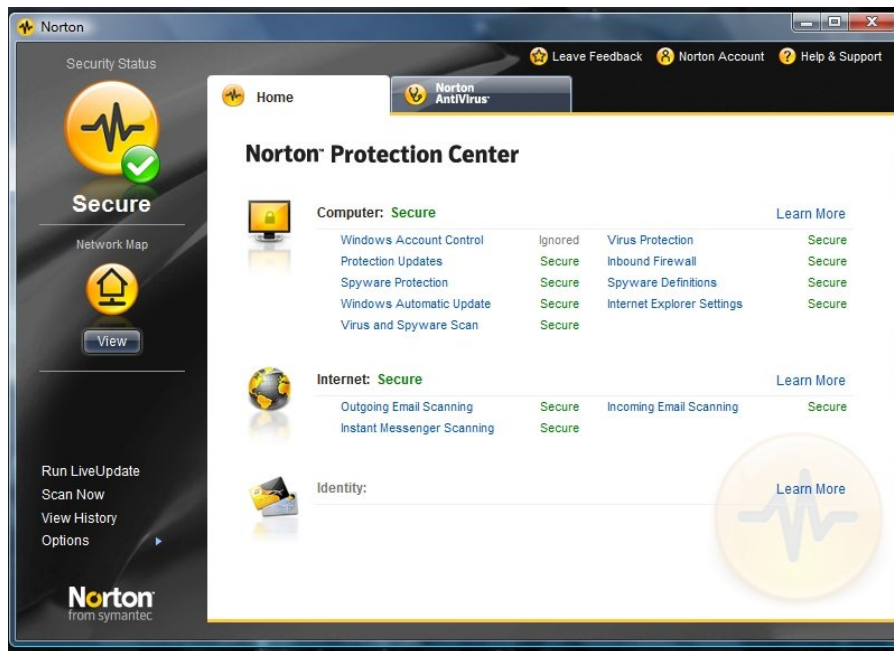 Norton
Leave Feedback Norton Account Help & Support
Security Status
Secure
Network Map
View
Run LiveUpdate
Scan Now
View History
Options
Norton
from symantec
Home
Norton AntiVirus
Norton Protection Center
Computer: Secure Learn More
Windows Account Control Ignored Virus Protection Secure
Protection Updates Secure Inbound Firewall Secure
Spyware Protection Secure Spyware Definitions Secure
Windows Automatic Update Secure Internet Explorer Settings Secure
Virus and Spyware Scan Secure
Internet: Secure Learn More
Outgoing Email Scanning Secure Incoming Email Scanning Secure
Instant Messenger Scanning Secure
Identity: Learn More